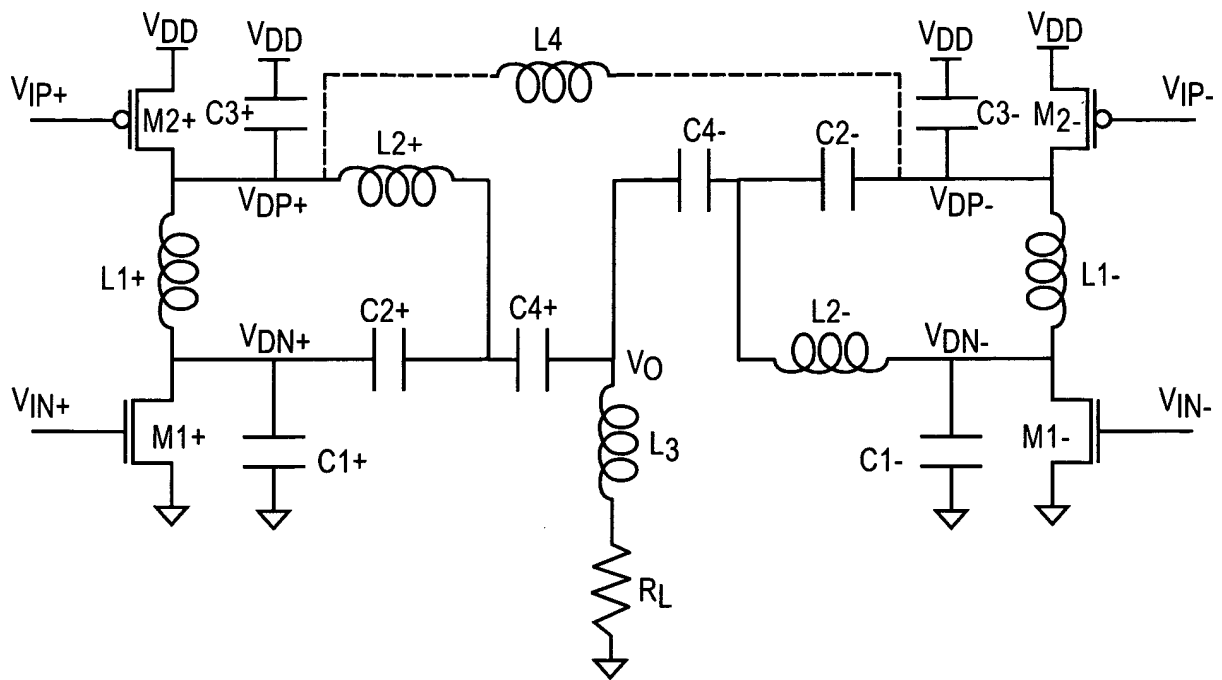 VDD
VDD
L4
VDD
VDD
VIP+
M2+
C3+
L2+
C4-
C2-
C3-
M2-
VIP-
VDP+
VDP-
L1+
L1-
C2+
C4+
L2-
VDN+
VO
VDN-
VIN+
VIN-
M1+
C1+
L3
C1-
M1-
RL